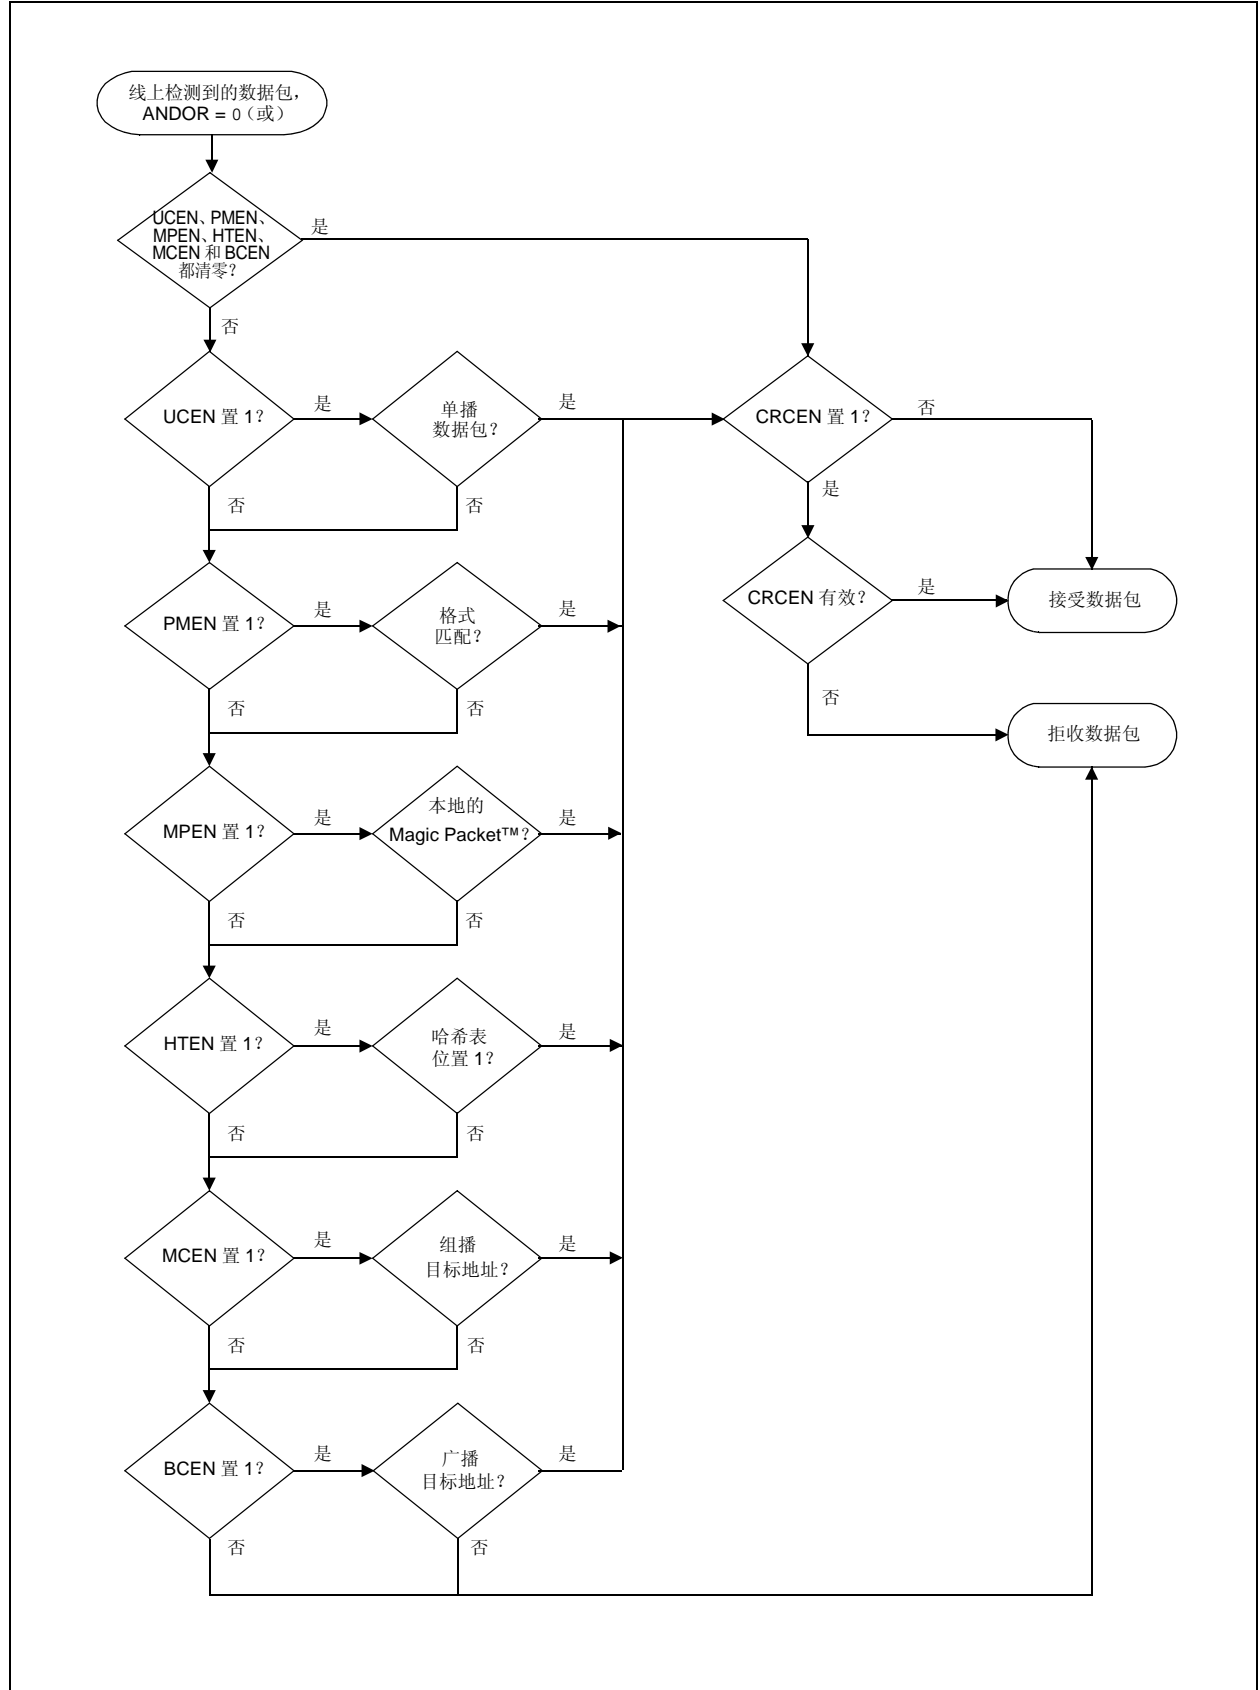 线上检测到的数据包，
ANDOR = 0（或）
UCEN、PMEN、
MPEN、HTEN、
MCEN 和 BCEN
都清零？
是
否
UCEN 置 1？
是
单播
数据包？
是
CRCEN 置 1？
否
否
否
是
PMEN 置 1？
是
格式
匹配？
是
CRCEN 有效？
是
接受数据包
否
否
否
拒收数据包
MPEN 置 1？
是
本地的
Magic Packet™？
是
否
否
HTEN 置 1？
是
哈希表
位置 1？
是
否
否
MCEN 置 1？
是
组播
目标地址？
是
否
否
BCEN 置 1？
是
广播
目标地址？
是
否
否